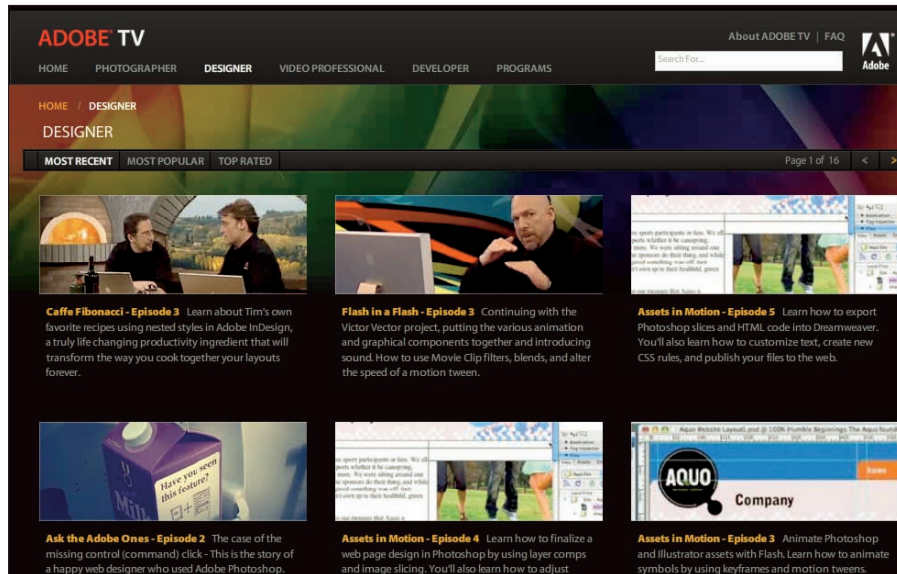 ADOBE® TV
About ADOBE TV | FAQ
Search For...
Adobe
HOME PHOTOGRAPHER DESIGNER VIDEO PROFESSIONAL DEVELOPER PROGRAMS
HOME / DESIGNER
DESIGNER
MOST RECENT MOST POPULAR TOP RATED
Page 1 of 16 < >
Caffe Fibonacci - Episode 3 Learn about Tim's own
favorite recipes using nested styles in Adobe InDesign,
a truly life changing productivity ingredient that will
transform the way you cook together your layouts
forever.
Flash in a Flash - Episode 3 Continuing with the
Victor Vector project, putting the various animation
and graphical components together and introducing
sound. How to use Movie Clip filters, blends, and alter
the speed of a motion tween.
Assets in Motion - Episode 5 Learn how to export
Photoshop slices and HTML code into Dreamweaver.
You'll also learn how to customize text, create new
CSS rules, and publish your files to the web.
Milk
Have you seen
this feature?
AQUO
Company
home
Ask the Adobe Ones - Episode 2 The case of the
missing control (command) click - This is the story of
a happy web designer who used Adobe Photoshop.
Assets in Motion - Episode 4 Learn how to finalize a
web page design in Photoshop by using layer comps
and image slicing. You'll also learn how to adjust
Assets in Motion - Episode 3 Animate Photoshop
and Illustrator assets with Flash. Learn how to animate
symbols by using keyframes and motion tweens.